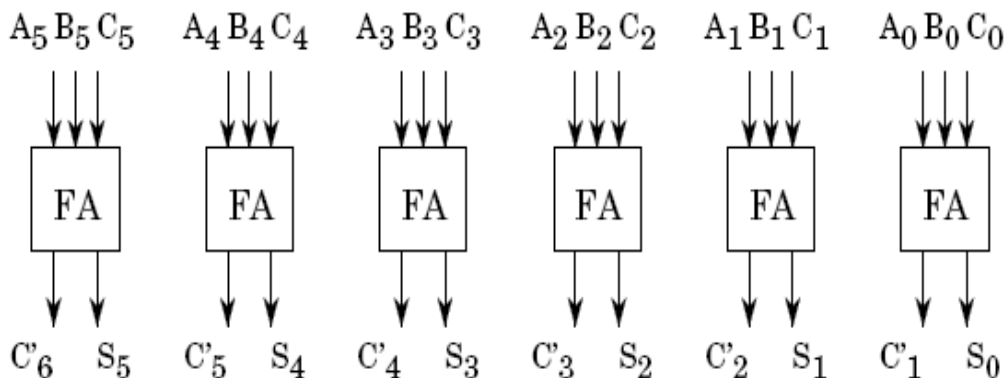 A₅ B₅ C₅ A₄ B₄ C₄ A₃ B₃ C₃ A₂ B₂ C₂ A₁ B₁ C₁ A₀ B₀ C₀
FA FA FA FA FA FA
C'₆ S₅ C'₅ S₄ C'₄ S₃ C'₃ S₂ C'₂ S₁ C'₁ S₀